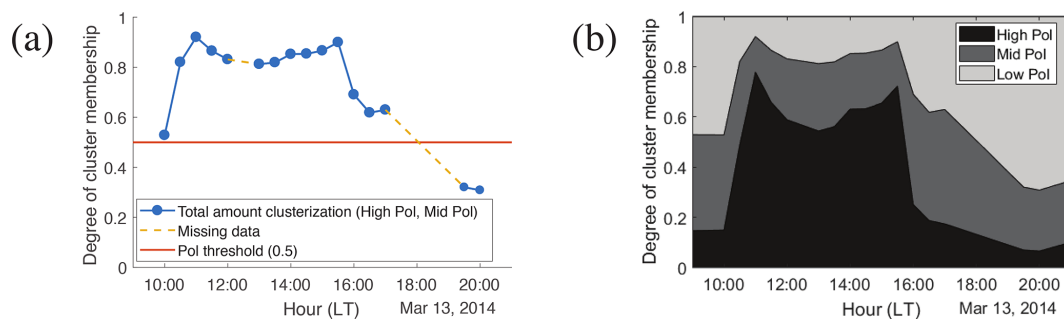 (a)
Degree of cluster membership
1
0.8
0.6
0.4
0.2
0
Total amount clusterization (High Pol, Mid Pol)
Missing data
Pol threshold (0.5)
10:00 12:00 14:00 16:00 18:00 20:00
Hour (LT) Mar 13, 2014
(b)
Degree of cluster membership
1
0.8
0.6
0.4
0.2
0
High Pol
Mid Pol
Low Pol
10:00 12:00 14:00 16:00 18:00 20:00
Hour (LT) Mar 13, 2014